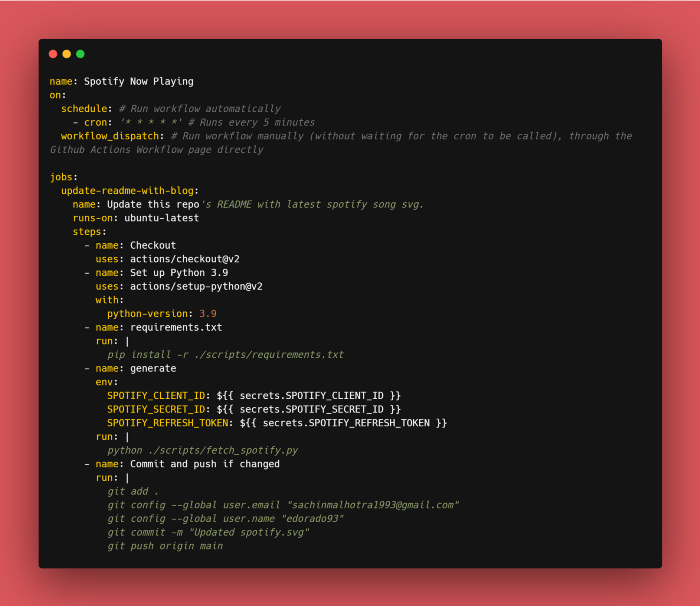 name: Spotify Now Playing
on:
  schedule: # Run workflow automatically
    - cron: '* * * * *' # Runs every 5 minutes
  workflow_dispatch: # Run workflow manually (without waiting for the cron to be called), through the
Github Actions Workflow page directly

jobs:
  update-readme-with-blog:
    name: Update this repo's README with latest spotify song svg.
    runs-on: ubuntu-latest
    steps:
      - name: Checkout
        uses: actions/checkout@v2
      - name: Set up Python 3.9
        uses: actions/setup-python@v2
        with:
          python-version: 3.9
      - name: requirements.txt
        run: |
          pip install -r ./scripts/requirements.txt
      - name: generate
        env:
          SPOTIFY_CLIENT_ID: ${{ secrets.SPOTIFY_CLIENT_ID }}
          SPOTIFY_SECRET_ID: ${{ secrets.SPOTIFY_SECRET_ID }}
          SPOTIFY_REFRESH_TOKEN: ${{ secrets.SPOTIFY_REFRESH_TOKEN }}
        run: |
          python ./scripts/fetch_spotify.py
      - name: Commit and push if changed
        run: |
          git add .
          git config --global user.email "sachinmalhotra1993@gmail.com"
          git config --global user.name "edorado93"
          git commit -m "Updated spotify.svg"
          git push origin main